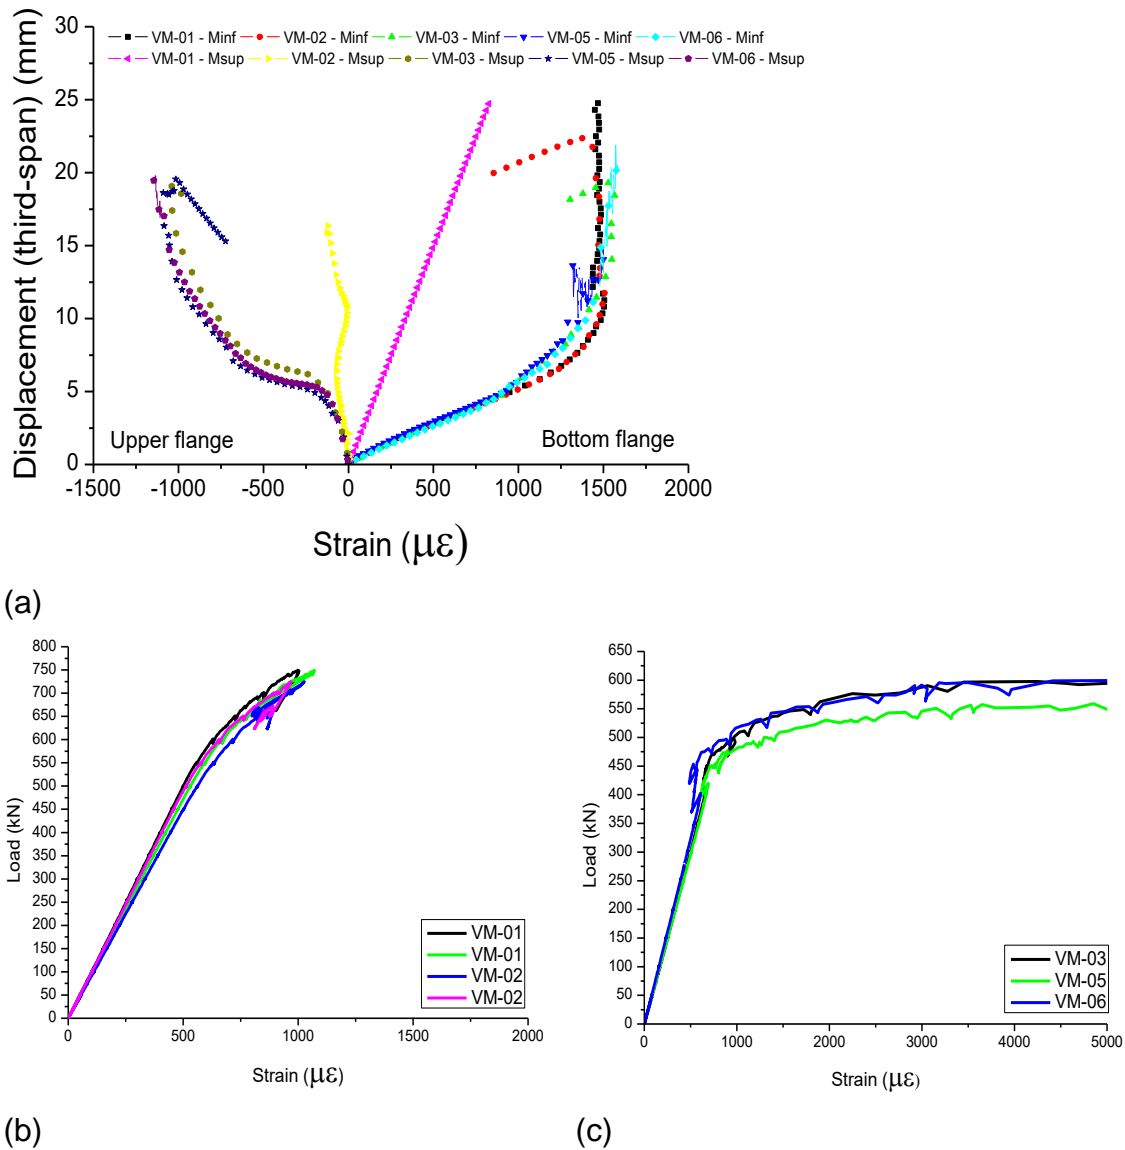 Displacement (third-span) (mm)
30
25
20
15
10
5
0
VM-01 - Minf VM-02 - Minf VM-03 - Minf VM-05 - Minf VM-06 - Minf
VM-01 - Msup VM-02 - Msup VM-03 - Msup VM-05 - Msup VM-06 - Msup
Upper flange Bottom flange
-1500 -1000 -500 0 500 1000 1500 2000
Strain (με)
(a)
Load (kN)
800
750
700
650
600
550
500
450
400
350
300
250
200
150
100
50
0
VM-01
VM-01
VM-02
VM-02
0 500 1000 1500 2000
Strain (με)
(b)
Load (kN)
650
600
550
500
450
400
350
300
250
200
150
100
50
0
VM-03
VM-05
VM-06
0 1000 2000 3000 4000 5000
Strain (με)
(c)